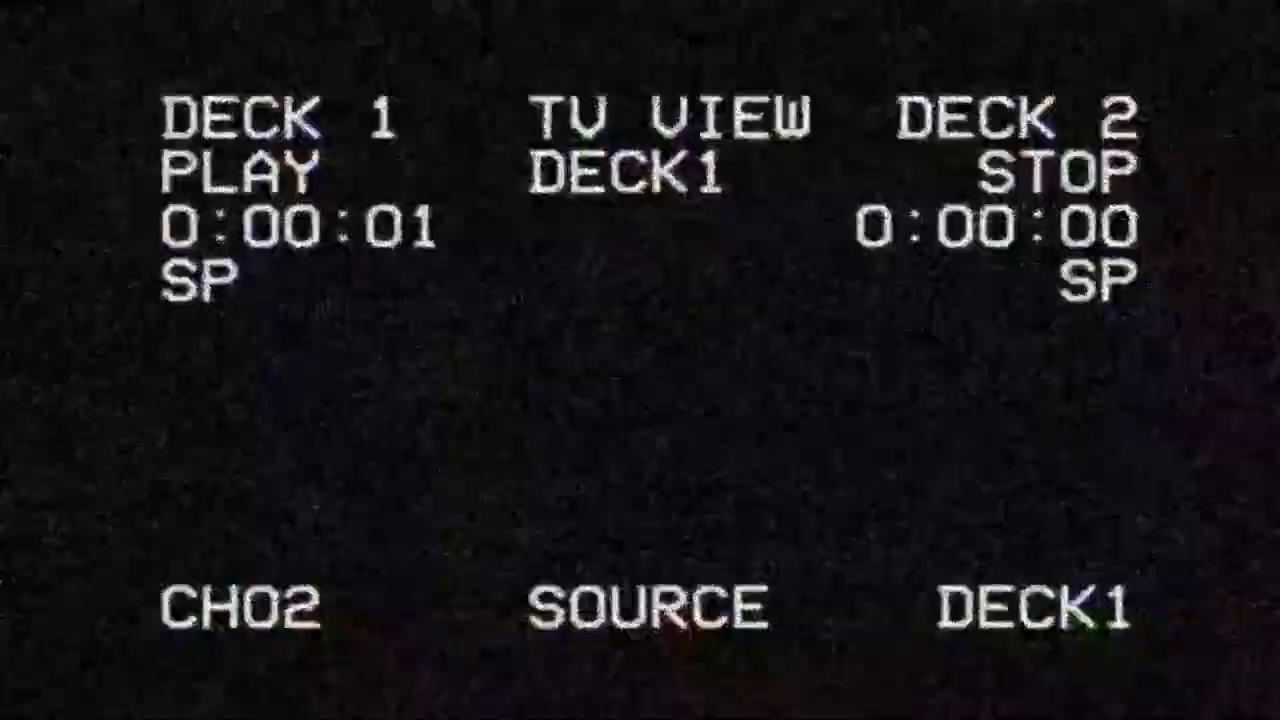 DECK 1 TV VIEW DECK 2
PLAY DECK1 STOP
0:00:01 0:00:00
SP SP
CH02 SOURCE DECK1